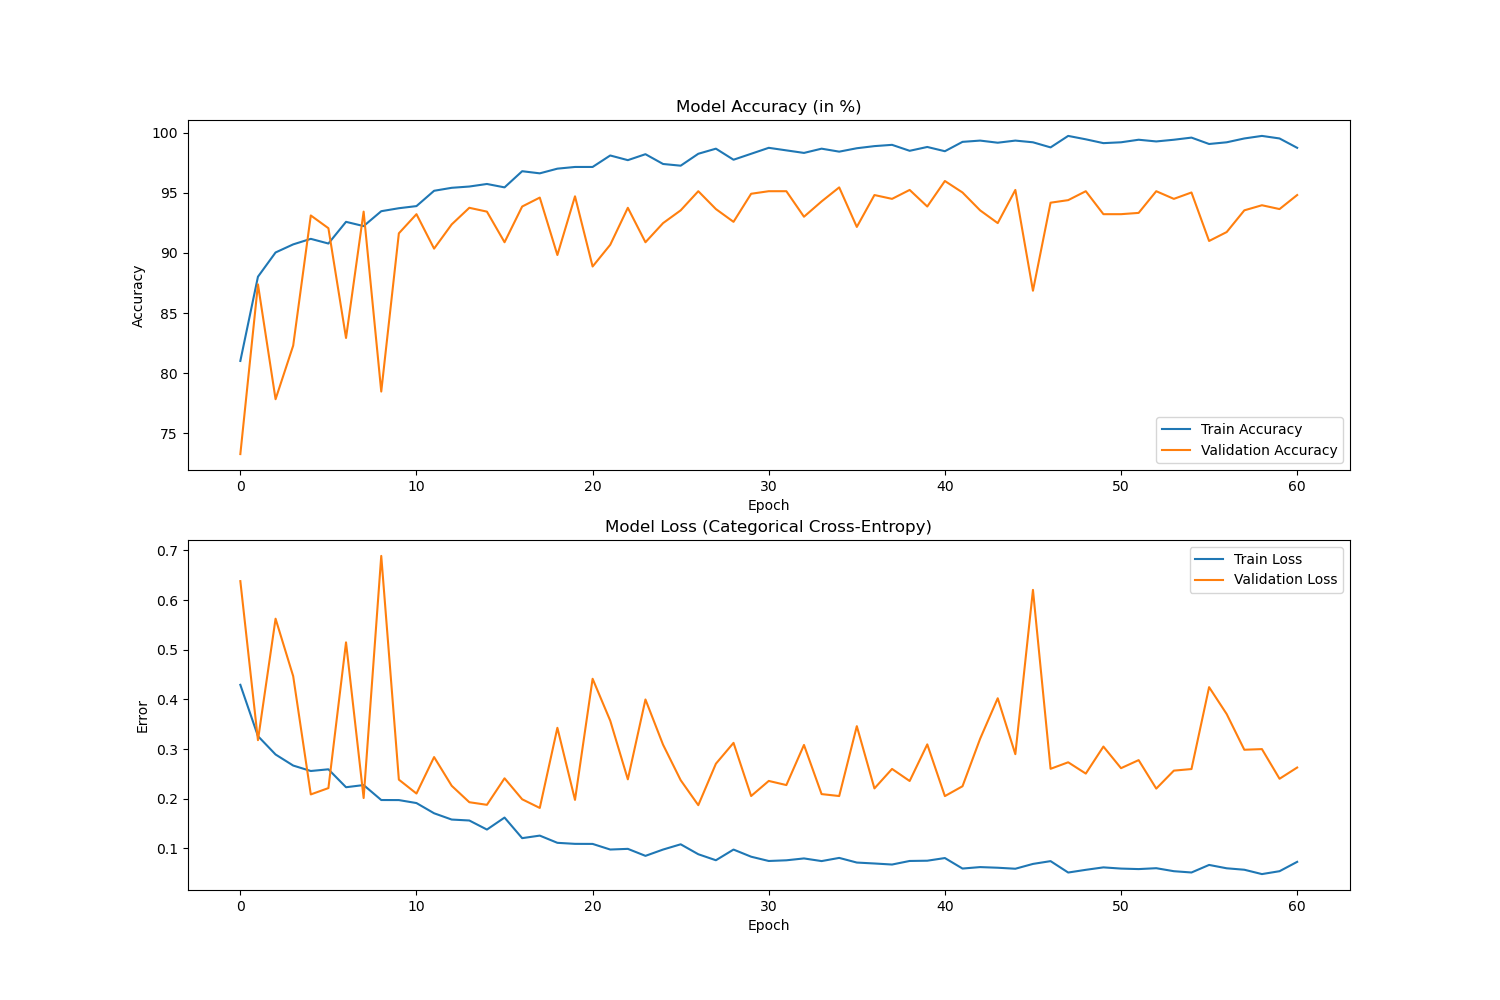 Model Accuracy (in %)
100
95
90
85
80
75
Accuracy
Train Accuracy
Validation Accuracy
0 10 20 30 40 50 60
Epoch
Model Loss (Categorical Cross-Entropy)
0.7
0.6
0.5
0.4
0.3
0.2
0.1
Error
Train Loss
Validation Loss
0 10 20 30 40 50 60
Epoch